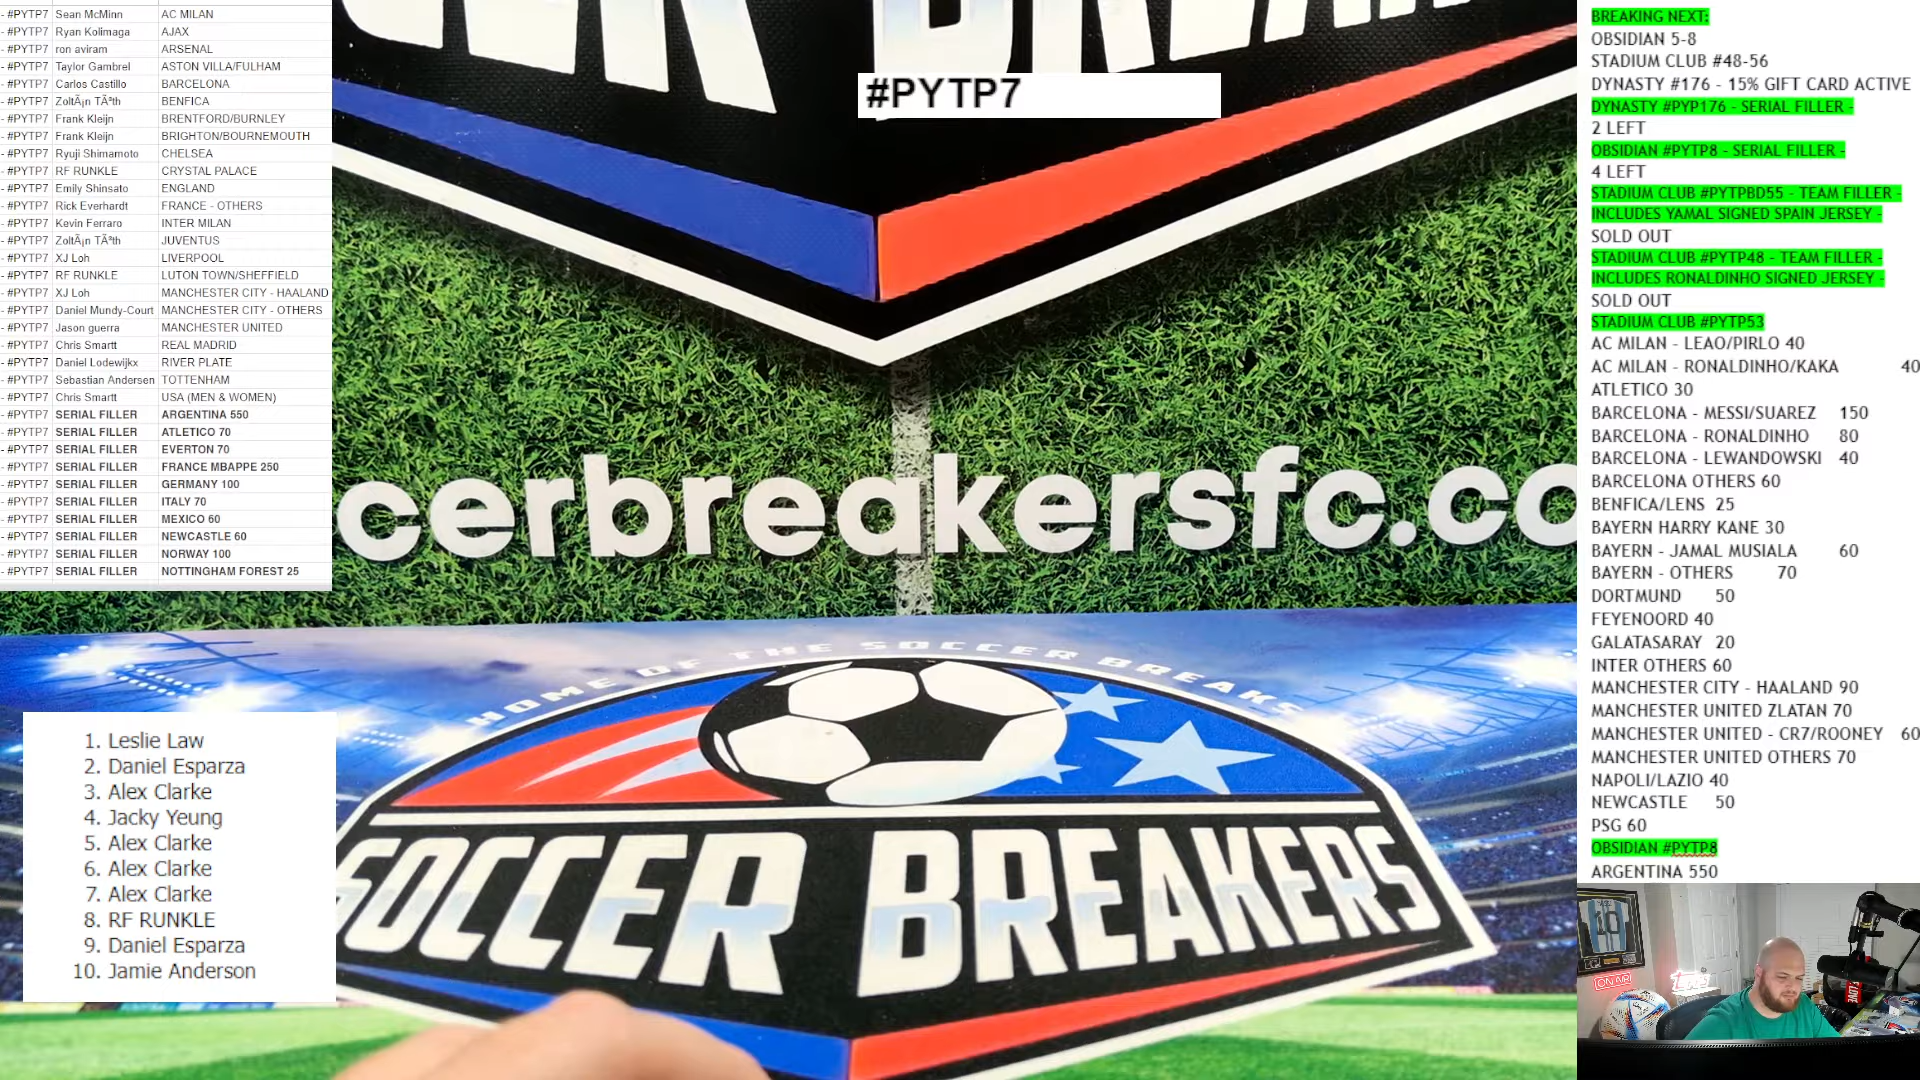 - #PYTP7 Sean McMinn AC MILAN
- #PYTP7 Ryan Kolimaga AJAX
- #PYTP7 ron aviram ARSENAL
- #PYTP7 Taylor Gambrel ASTON VILLA/FULHAM
- #PYTP7 Carlos Castillo BARCELONA
- #PYTP7 ZoltÃ¡n TÃ³th BENFICA
- #PYTP7 Frank Kleijn BRENTFORD/BURNLEY
- #PYTP7 Frank Kleijn BRIGHTON/BOURNEMOUTH
- #PYTP7 Ryuji Shimamoto CHELSEA
- #PYTP7 RF RUNKLE CRYSTAL PALACE
- #PYTP7 Emily Shinsato ENGLAND
- #PYTP7 Rick Everhardt FRANCE - OTHERS
- #PYTP7 Kevin Ferraro INTER MILAN
- #PYTP7 ZoltÃ¡n TÃ³th JUVENTUS
- #PYTP7 XJ Loh LIVERPOOL
- #PYTP7 RF RUNKLE LUTON TOWN/SHEFFIELD
- #PYTP7 XJ Loh MANCHESTER CITY - HAALAND
- #PYTP7 Daniel Mundy-Court MANCHESTER CITY - OTHERS
- #PYTP7 Jason guerra MANCHESTER UNITED
- #PYTP7 Chris Smartt REAL MADRID
- #PYTP7 Daniel Lodewijkx RIVER PLATE
- #PYTP7 Sebastian Andersen TOTTENHAM
- #PYTP7 Chris Smartt USA (MEN & WOMEN)
- #PYTP7 SERIAL FILLER ARGENTINA 550
- #PYTP7 SERIAL FILLER ATLETICO 70
- #PYTP7 SERIAL FILLER EVERTON 70
- #PYTP7 SERIAL FILLER FRANCE MBAPPE 250
- #PYTP7 SERIAL FILLER GERMANY 100
- #PYTP7 SERIAL FILLER ITALY 70
- #PYTP7 SERIAL FILLER MEXICO 60
- #PYTP7 SERIAL FILLER NEWCASTLE 60
- #PYTP7 SERIAL FILLER NORWAY 100
- #PYTP7 SERIAL FILLER NOTTINGHAM FOREST 25
#PYTP7
cerbreakersfc.co
HOME OF THE SOCCER BREAKS
SOCCER BREAKERS
1. Leslie Law
2. Daniel Esparza
3. Alex Clarke
4. Jacky Yeung
5. Alex Clarke
6. Alex Clarke
7. Alex Clarke
8. RF RUNKLE
9. Daniel Esparza
10. Jamie Anderson
BREAKING NEXT:
OBSIDIAN 5-8
STADIUM CLUB #48-56
DYNASTY #176 - 15% GIFT CARD ACTIVE
DYNASTY #PYP176 - SERIAL FILLER -
2 LEFT
OBSIDIAN #PYTP8 - SERIAL FILLER -
4 LEFT
STADIUM CLUB #PYTPBD55 - TEAM FILLER -
INCLUDES YAMAL SIGNED SPAIN JERSEY -
SOLD OUT
STADIUM CLUB #PYTP48 - TEAM FILLER -
INCLUDES RONALDINHO SIGNED JERSEY -
SOLD OUT
STADIUM CLUB #PYTP53
AC MILAN - LEAO/PIRLO 40
AC MILAN - RONALDINHO/KAKA 40
ATLETICO 30
BARCELONA - MESSI/SUAREZ 150
BARCELONA - RONALDINHO 80
BARCELONA - LEWANDOWSKI 40
BARCELONA OTHERS 60
BENFICA/LENS 25
BAYERN HARRY KANE 30
BAYERN - JAMAL MUSIALA 60
BAYERN - OTHERS 70
DORTMUND 50
FEYENOORD 40
GALATASARAY 20
INTER OTHERS 60
MANCHESTER CITY - HAALAND 90
MANCHESTER UNITED ZLATAN 70
MANCHESTER UNITED - CR7/ROONEY 60
MANCHESTER UNITED OTHERS 70
NAPOLI/LAZIO 40
NEWCASTLE 50
PSG 60
OBSIDIAN #PYTP8
ARGENTINA 550
10
ON AIR
Topps